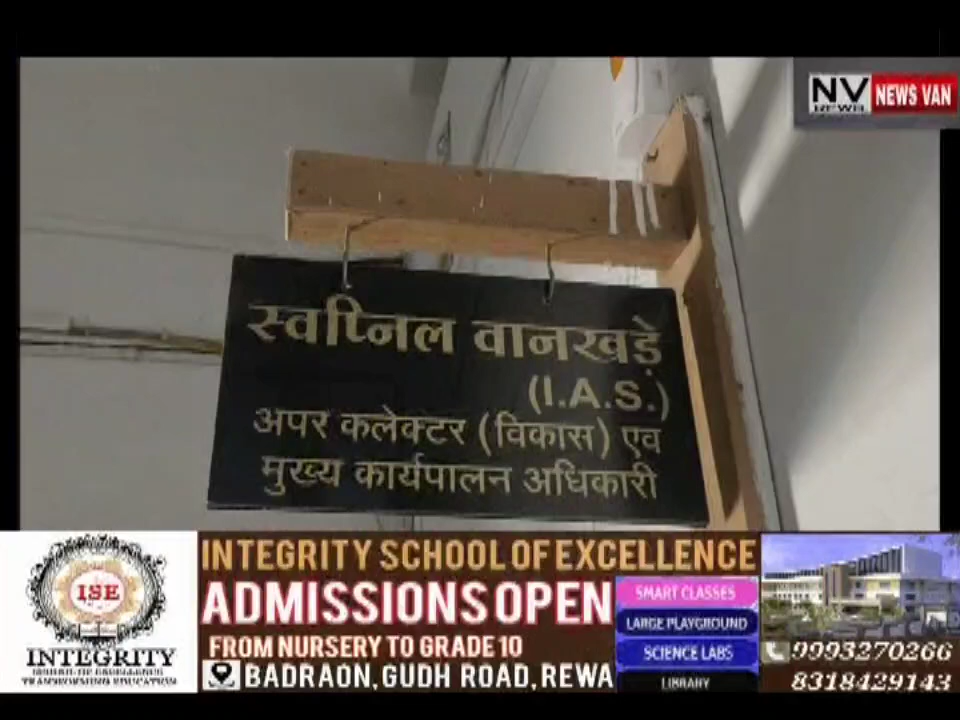 NV
NEWS VAN
स्वप्निल वानखड़े
(I.A.S.)
अपर कलेक्टर (विकास) एव
मुख्य कार्यपालन अधिकारी
ISE
INTEGRITY
TRANSFORMING EDUCATION
INTEGRITY SCHOOL OF EXCELLENCE
ADMISSIONS OPEN
FROM NURSERY TO GRADE 10
BADRAON, GUDH ROAD, REWA
SMART CLASSES
LARGE PLAYGROUND
SCIENCE LABS
LIBRARY
9993270266
8318429143